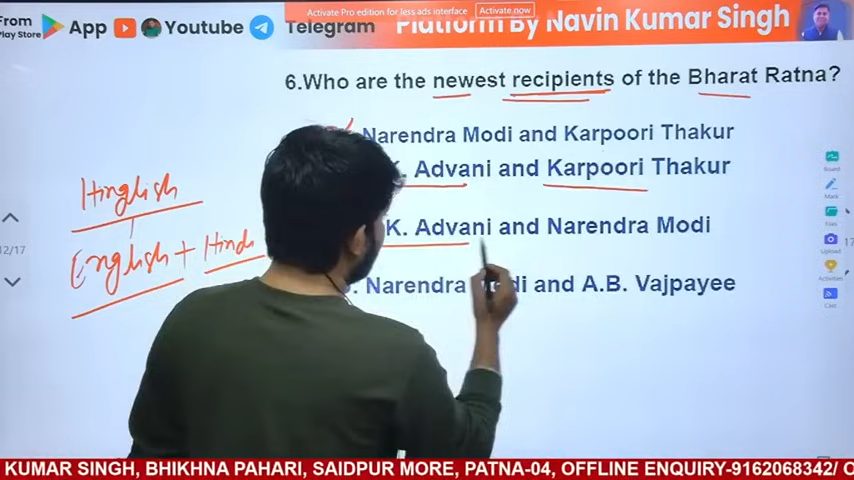 Activate Pro edition for less ads interface Activate now
From
Play Store App Youtube Telegram Platform By Navin Kumar Singh
6.Who are the newest recipients of the Bharat Ratna?
Narendra Modi and Karpoori Thakur
K. Advani and Karpoori Thakur
K. Advani and Narendra Modi
Narendra Modi and A.B. Vajpayee
Hinglish
English + Hindi
12/17
KUMAR SINGH, BHIKHNA PAHARI, SAIDPUR MORE, PATNA-04, OFFLINE ENQUIRY-9162068342/